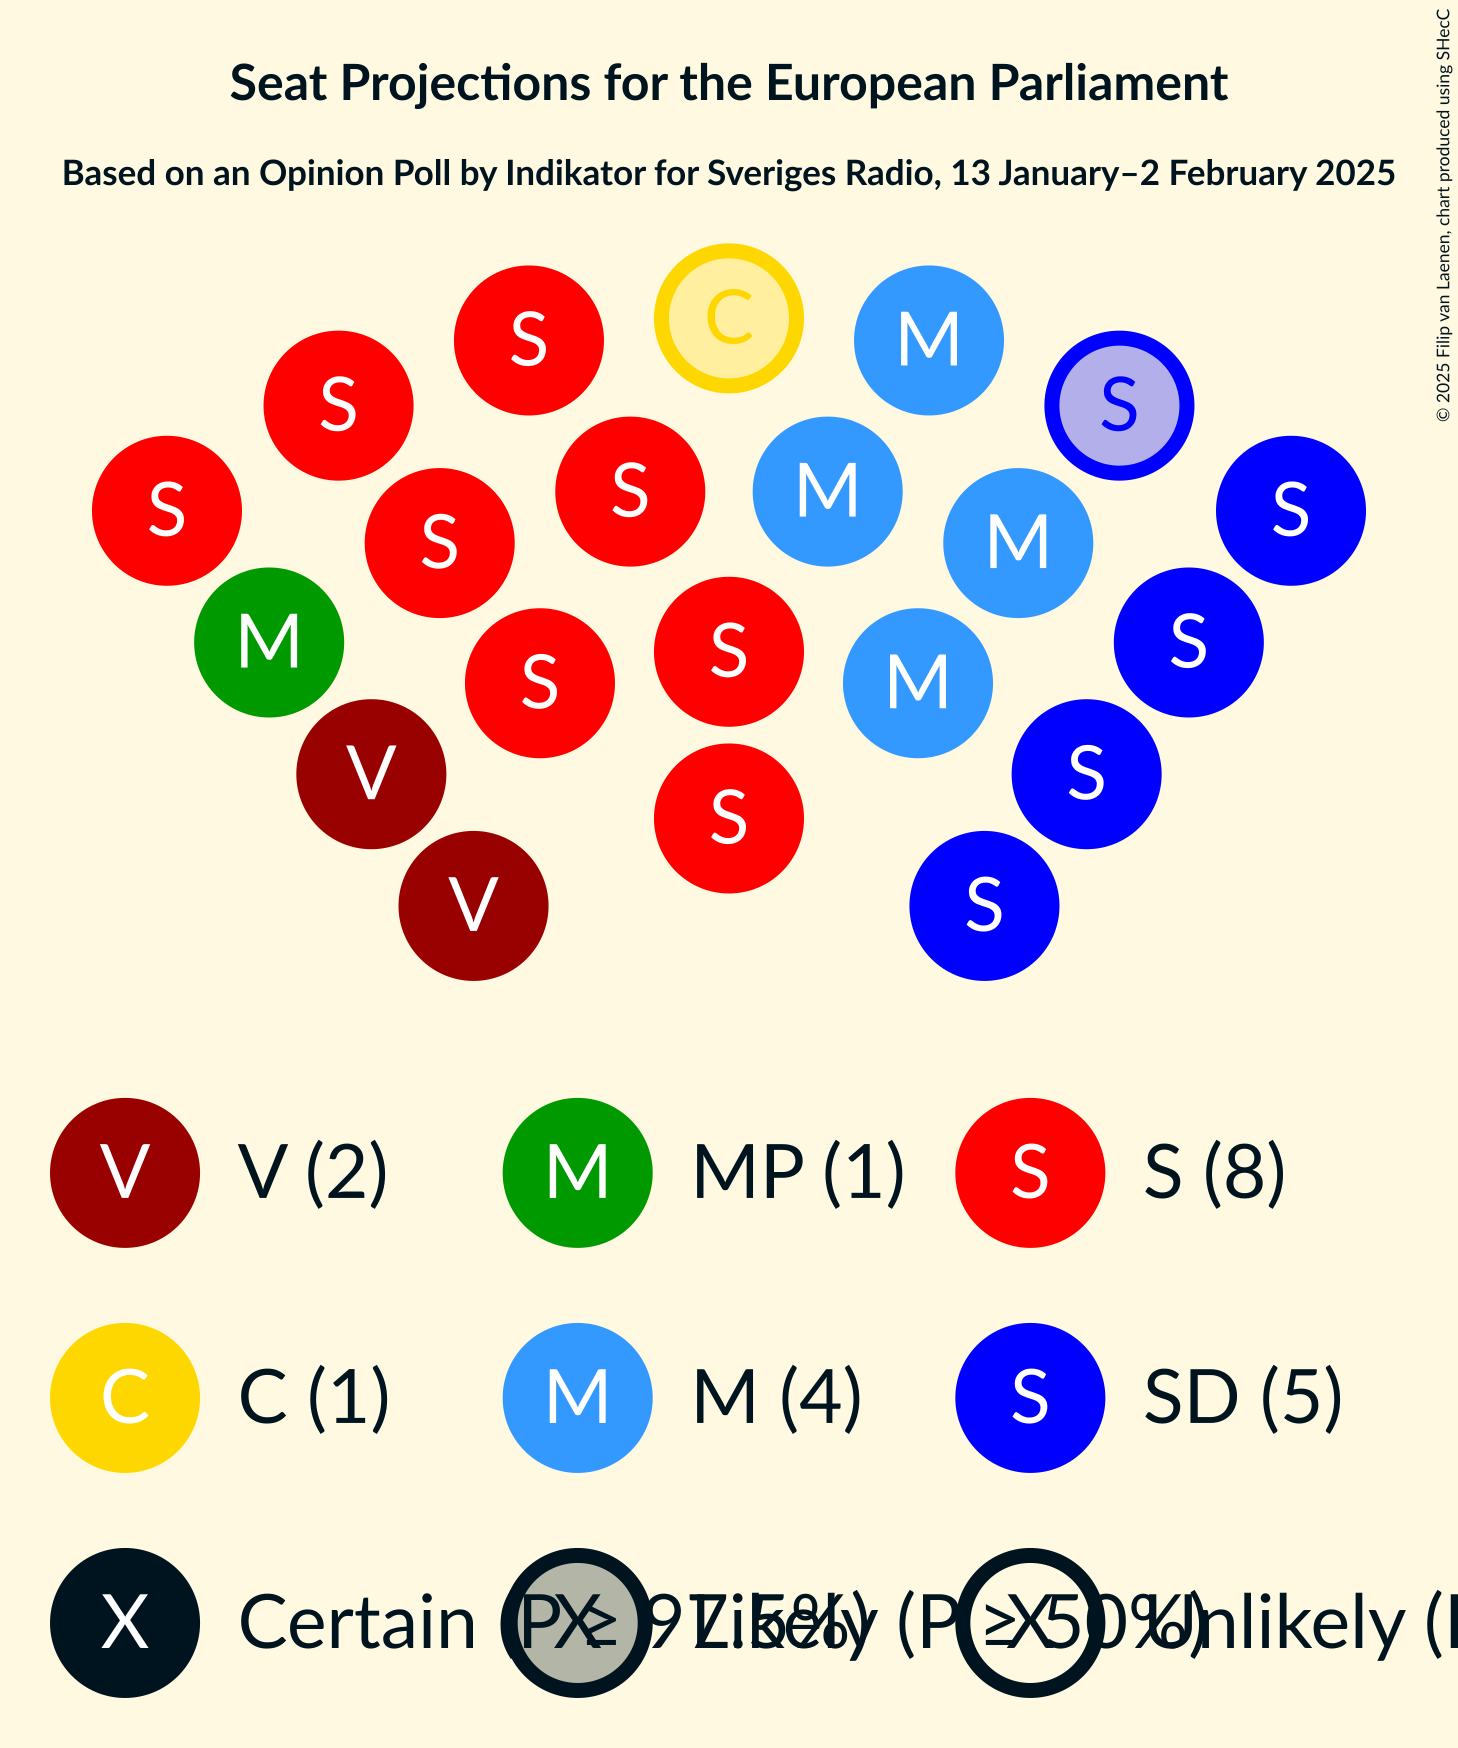 Seat Projections for the European Parliament
Based on an Opinion Poll by Indikator for Sveriges Radio, 13 January–2 February 2025
© 2025 Filip van Laenen, chart produced using SHecC
C
S M
S S
S M
S S
S M
M S
S S
S M
V S
S
V S
V V (2) M MP (1) S S (8)
C C (1) M M (4) S SD (5)
X Certain (P ≥ 97.5%) X Likely (P ≥ 50%) X Unlikely (